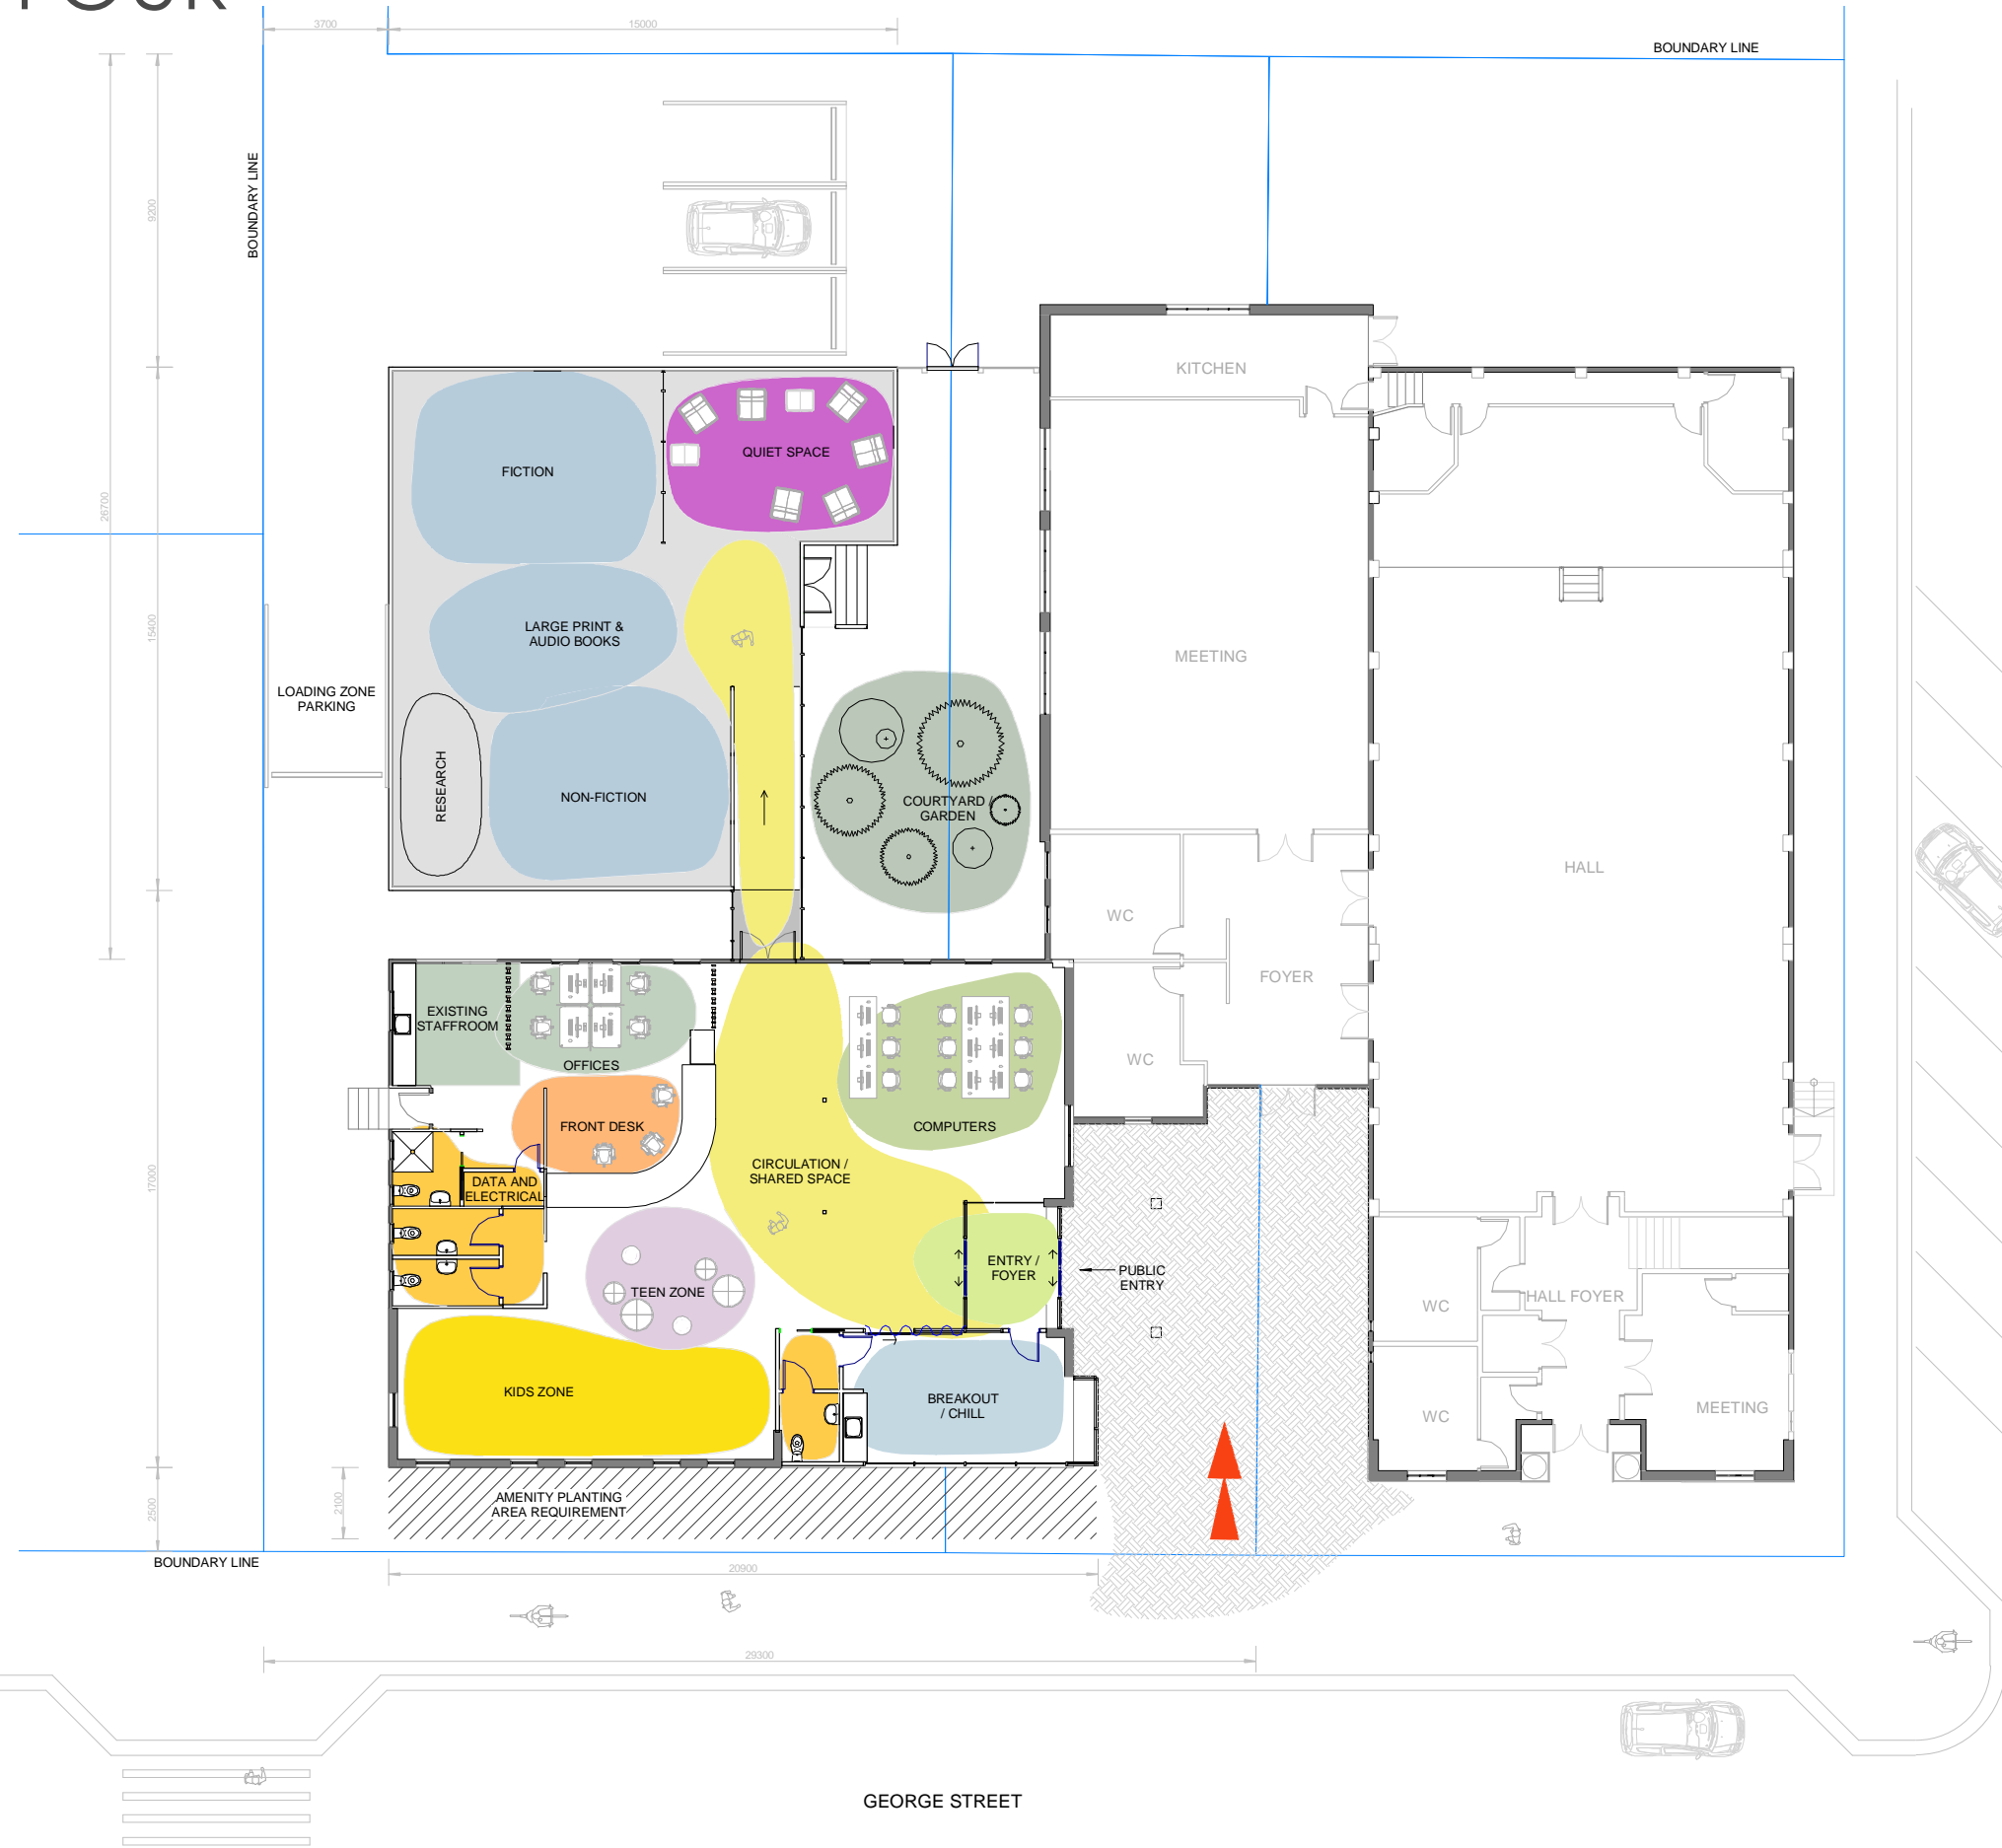 3700
15000
BOUNDARY LINE
BOUNDARY LINE
9200
26700
15400
17000
2500
2100
KITCHEN
QUIET SPACE
FICTION
LARGE PRINT &
AUDIO BOOKS
MEETING
LOADING ZONE
PARKING
RESEARCH
NON-FICTION
COURTYARD /
GARDEN
HALL
WC
FOYER
EXISTING
STAFFROOM
OFFICES
WC
FRONT DESK
COMPUTERS
CIRCULATION /
SHARED SPACE
DATA AND
ELECTRICAL
ENTRY /
FOYER
PUBLIC
ENTRY
TEEN ZONE
HALL FOYER
WC
KIDS ZONE
BREAKOUT
/ CHILL
MEETING
WC
AMENITY PLANTING
AREA REQUIREMENT
BOUNDARY LINE
20900
29300
GEORGE STREET